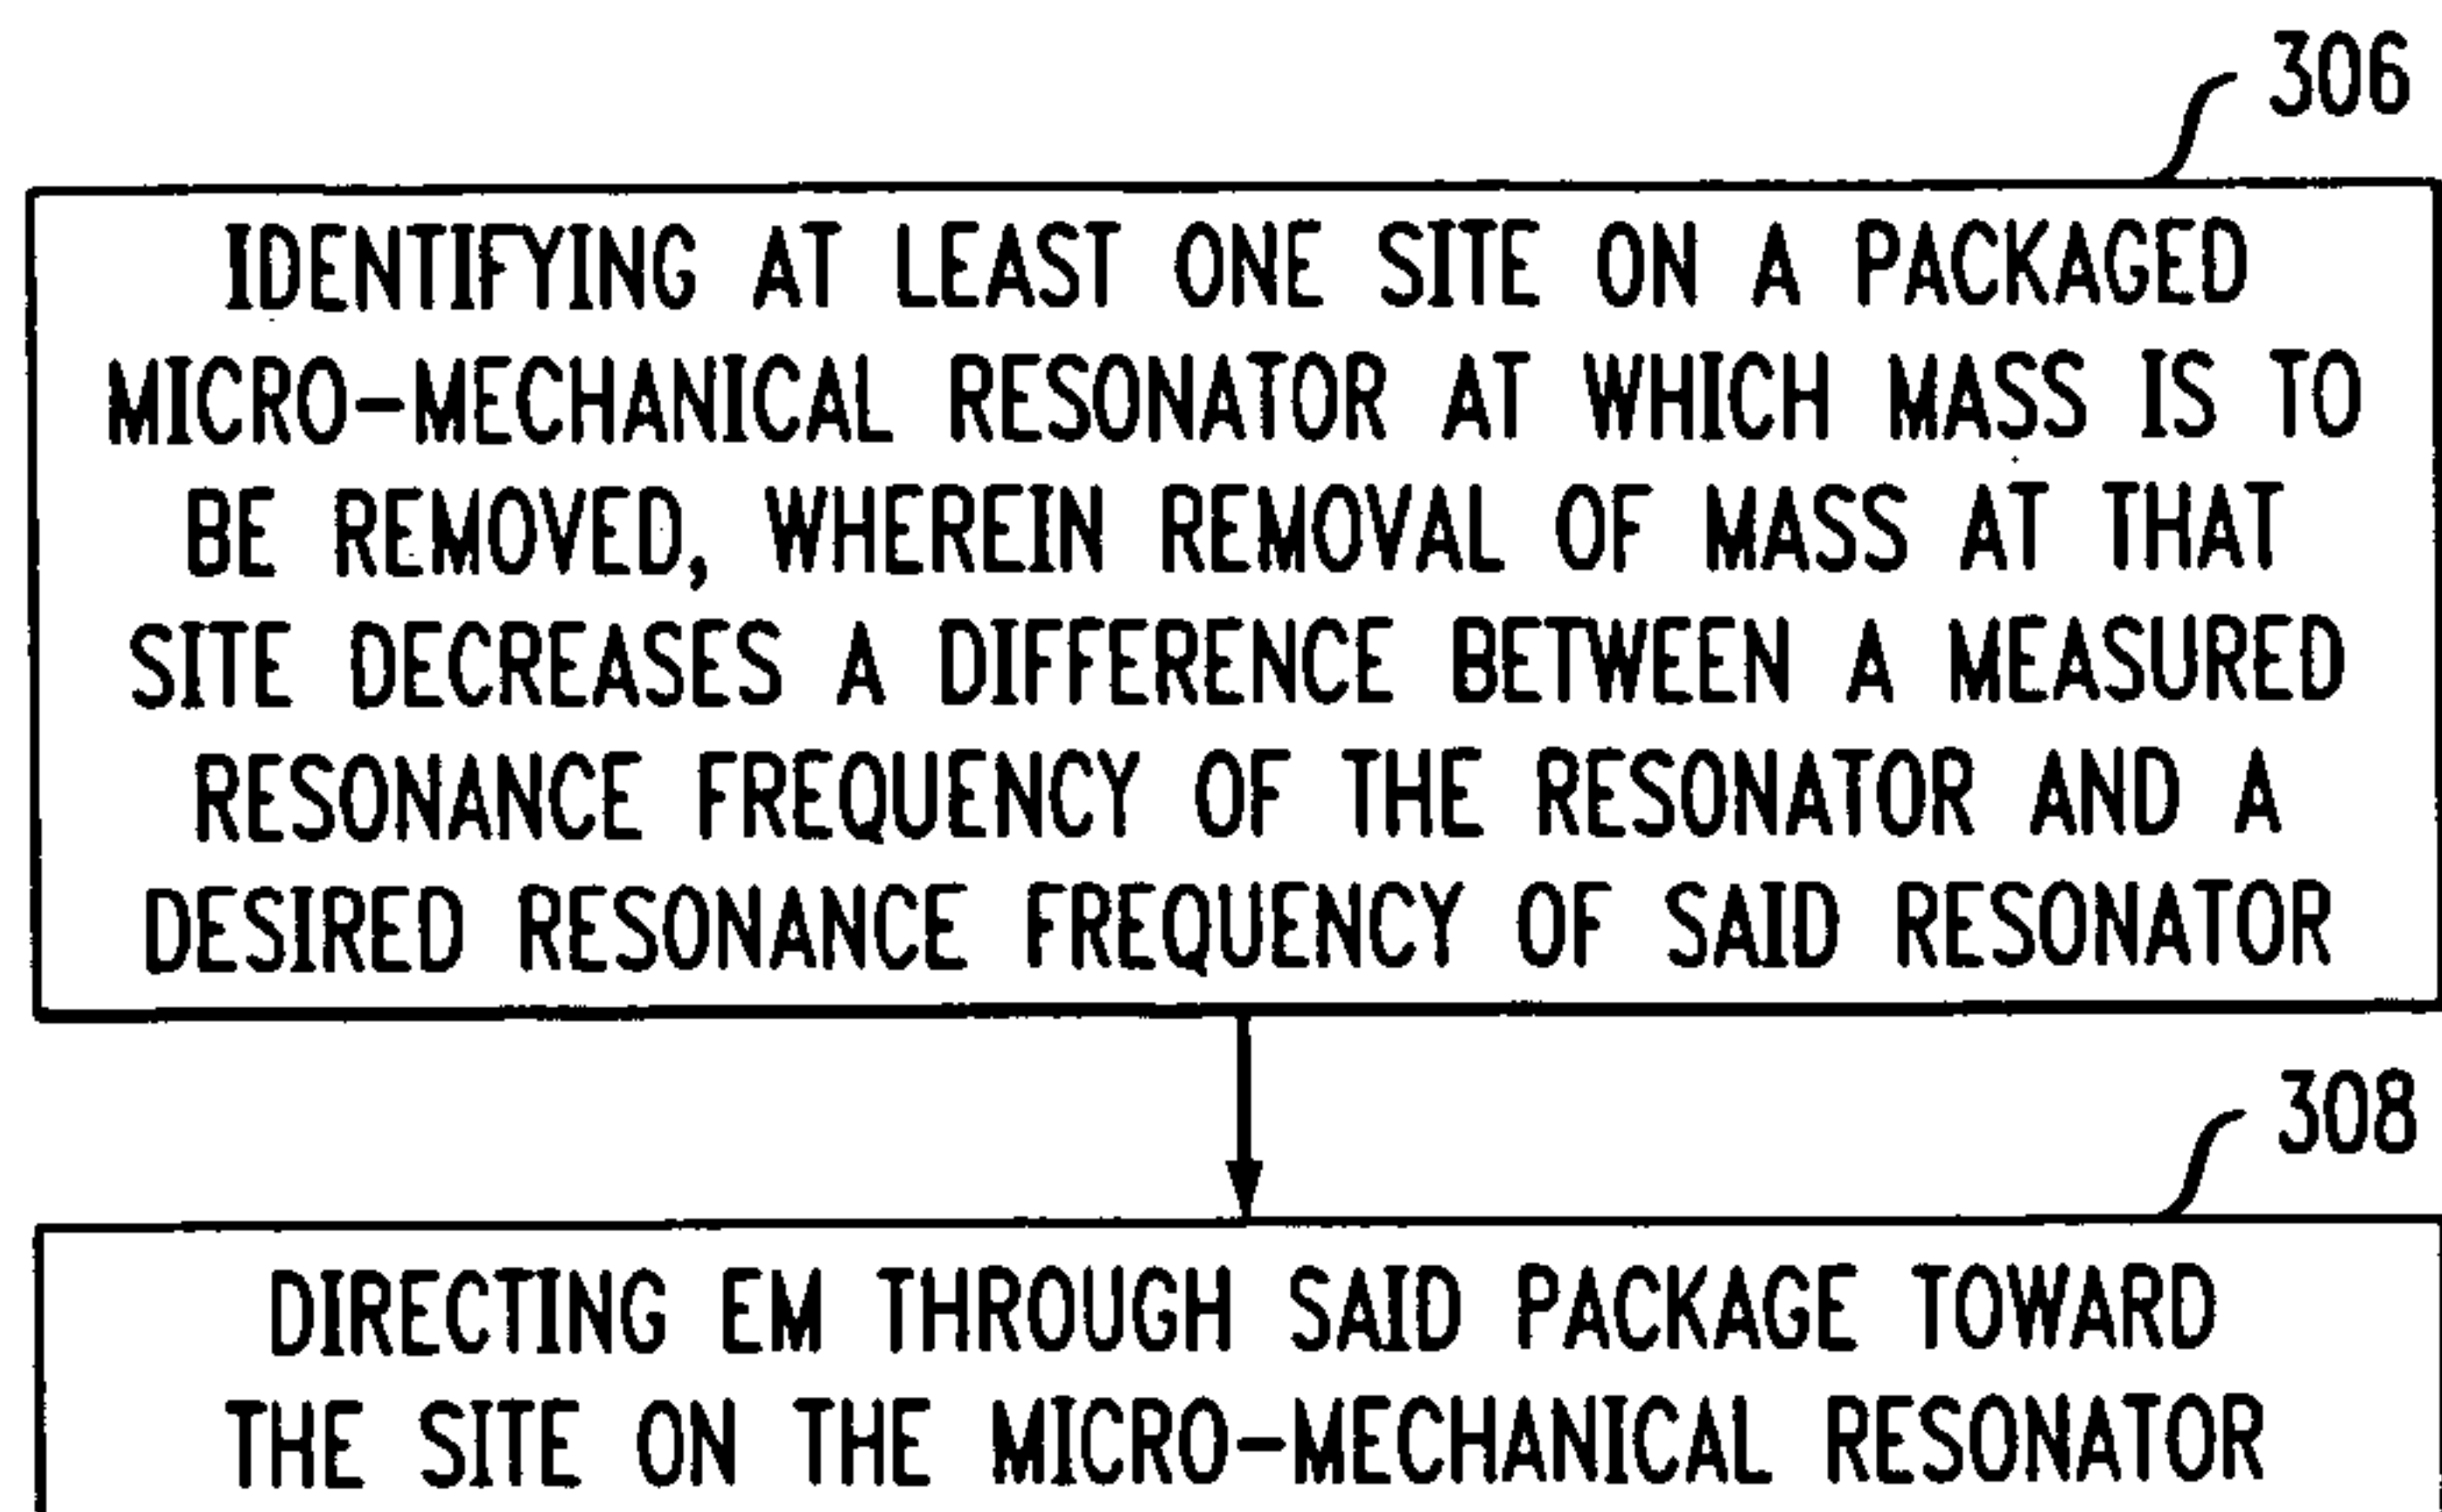 306
IDENTIFYING AT LEAST ONE SITE ON A PACKAGED
MICRO-MECHANICAL RESONATOR AT WHICH MASS IS TO
BE REMOVED, WHEREIN REMOVAL OF MASS AT THAT
SITE DECREASES A DIFFERENCE BETWEEN A MEASURED
RESONANCE FREQUENCY OF THE RESONATOR AND A
DESIRED RESONANCE FREQUENCY OF SAID RESONATOR
308
DIRECTING EM THROUGH SAID PACKAGE TOWARD
THE SITE ON THE MICRO-MECHANICAL RESONATOR